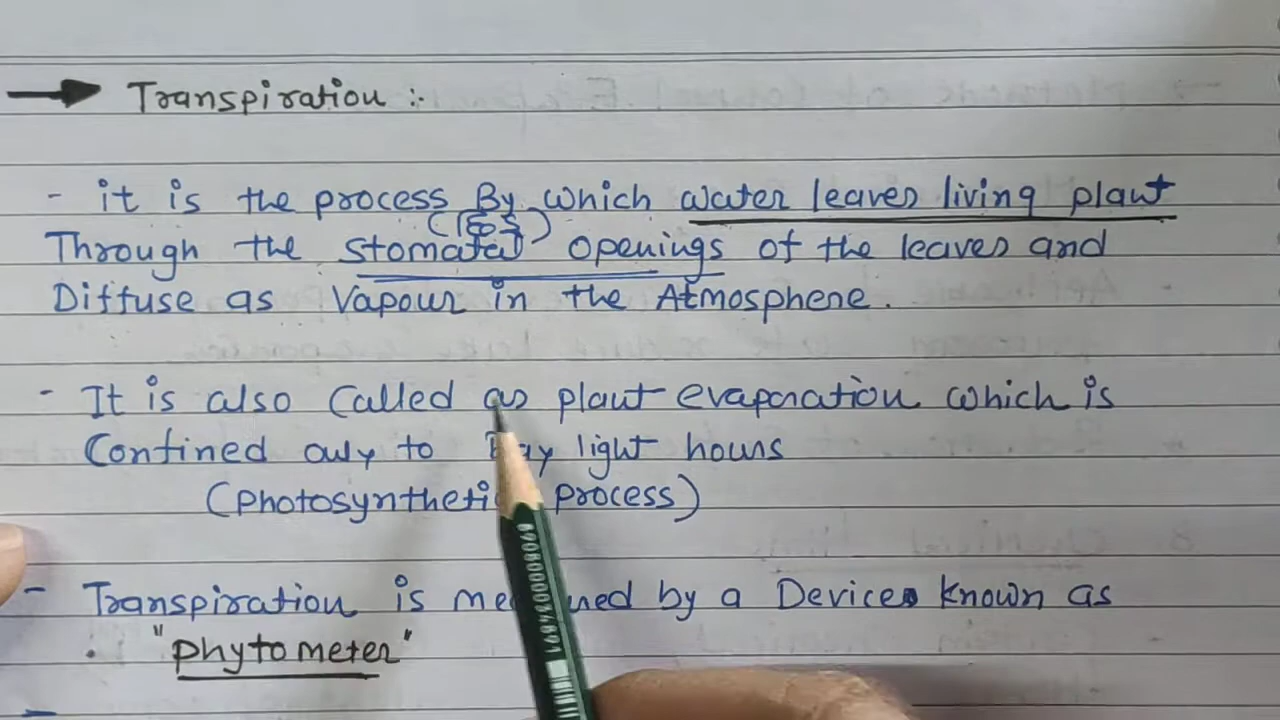 Transpiration :-
- it is the process By which water leaves living plant
Through the stomatal openings of the leaves and
Diffuse as Vapour in the Atmosphere.
- It is also Called as plant evaporation which is
Confined only to Day light hours
(Photosynthetic process)
- Transpiration is measured by a Device known as
"Phytometer"